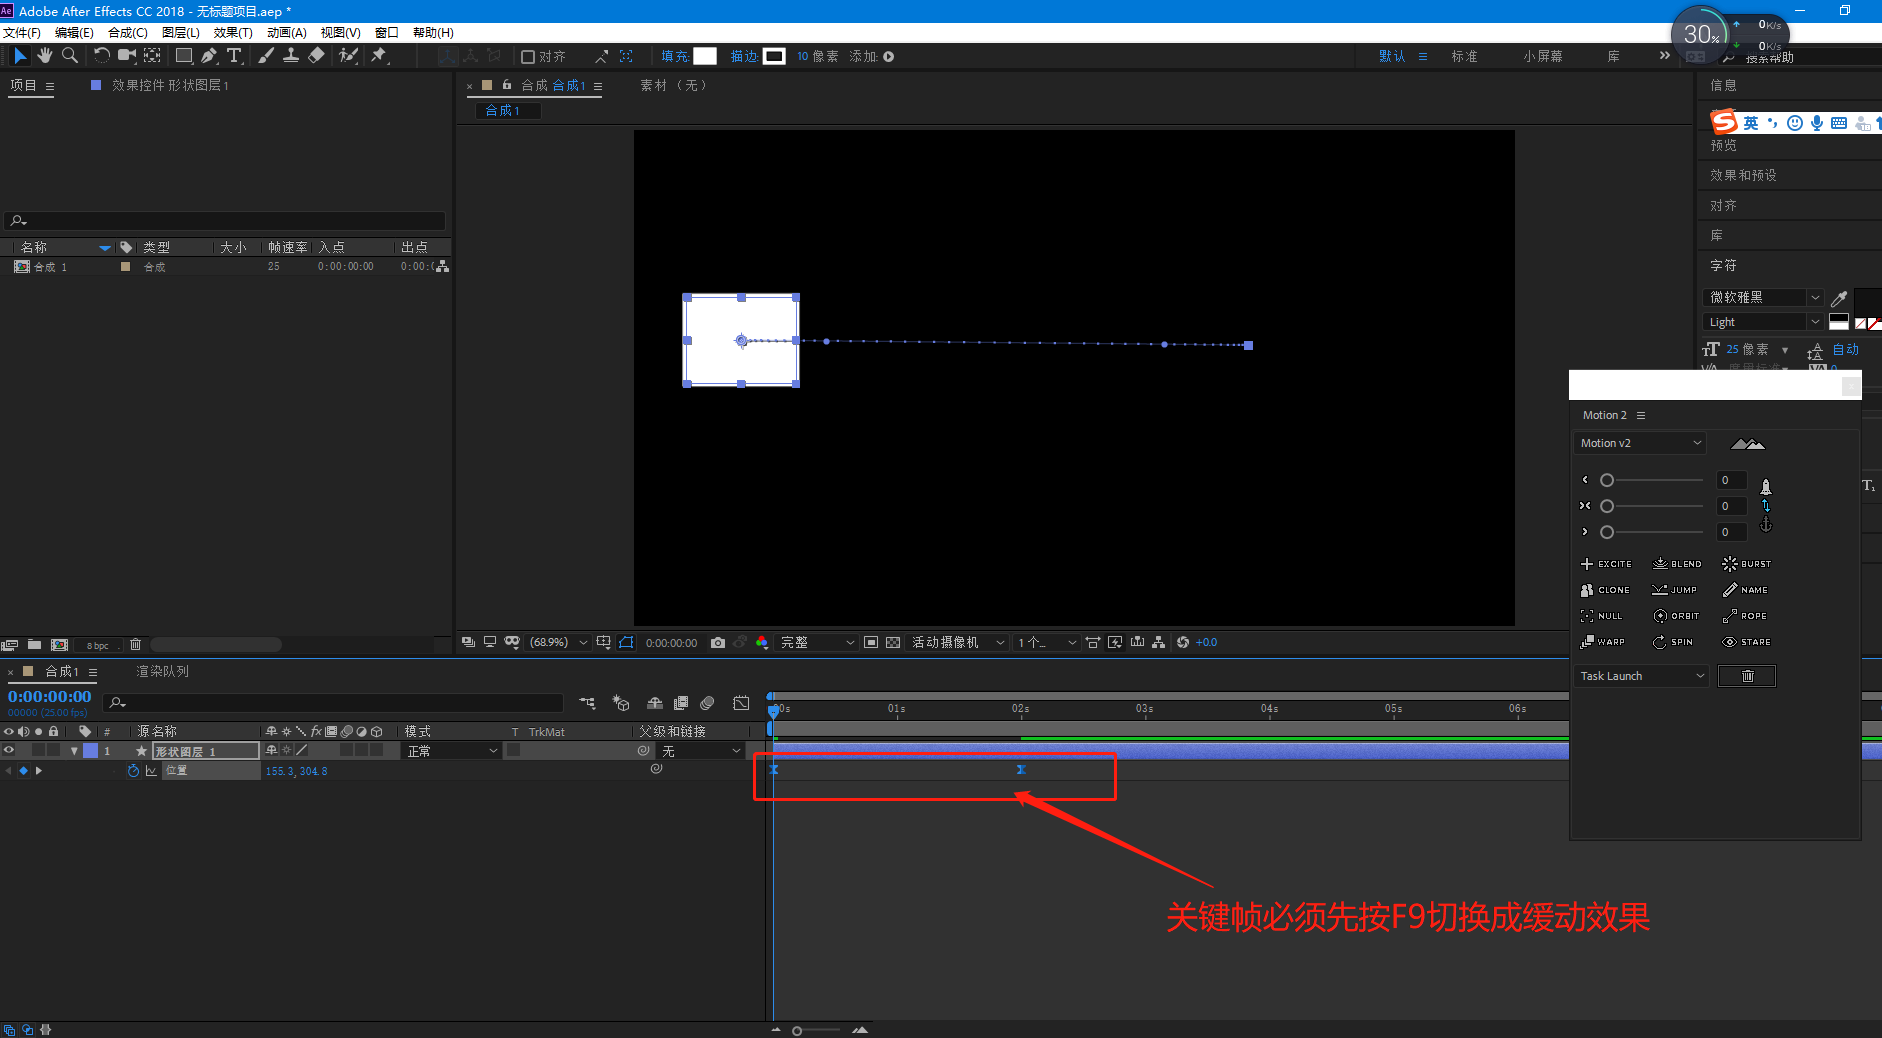 Ae Adobe After Effects CC 2018 - 无标题项目.aep *
文件(F) 编辑(E) 合成(C) 图层(L) 效果(T) 动画(A) 视图(V) 窗口 帮助(H)
30% 0K/s
0K/s
对齐 填充: 描边: 10 像素 添加: 默认 标准 小屏幕 库 >> 搜索帮助
项目 效果控件 形状图层1 × 合成 合成1 素材 （无） 信息
合成1
英
预览
效果和预设
对齐
库
字符
名称 类型 大小 帧速率 入点 出点
合成 1 合成 25 0:00:00:00 0:00:(
微软雅黑
Light
25 像素 自动
Motion 2
Motion v2
0
0
0
EXCITE BLEND BURST
CLONE JUMP NAME
NULL ORBIT ROPE
WARP SPIN STARE
Task Launch
8 bpc (68.9%) 0:00:00:00 完整 活动摄像机 1 个... +0.0
× 合成1 渲染队列
0:00:00:00
00000 (25.00 fps)
00s 01s 02s 03s 04s 05s 06s
# 源名称 fx 模式 T TrkMat 父级和链接
1 形状图层 1 正常 无
位置 155.3, 304.8
关键帧必须先按F9切换成缓动效果